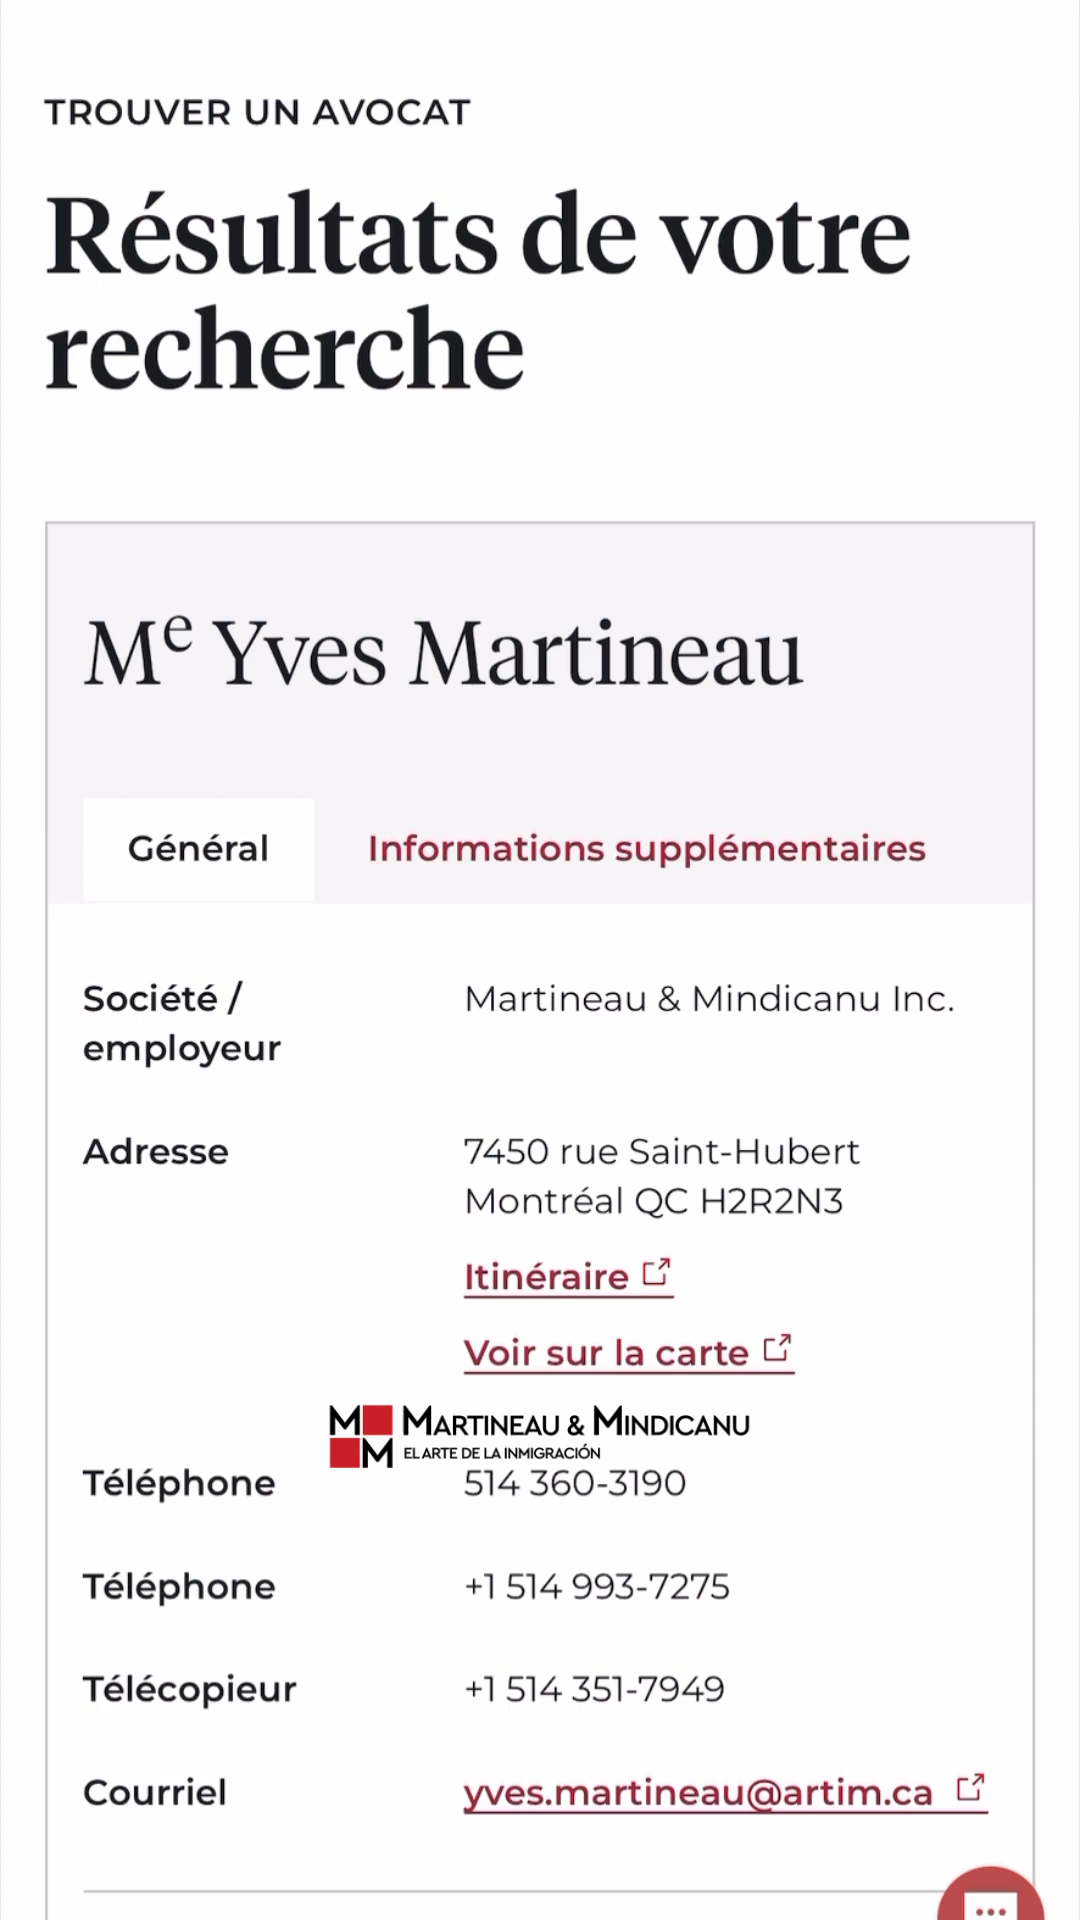 TROUVER UN AVOCAT
Résultats de votre
recherche
Me Yves Martineau
Général
Informations supplémentaires
Société /
employeur
Martineau & Mindicanu Inc.
Adresse
7450 rue Saint-Hubert
Montréal QC H2R2N3
Itinéraire
Voir sur la carte
MM MARTINEAU & MINDICANU
EL ARTE DE LA INMIGRACIÓN
Téléphone
514 360-3190
Téléphone
+1 514 993-7275
Télécopieur
+1 514 351-7949
Courriel
yves.martineau@artim.ca